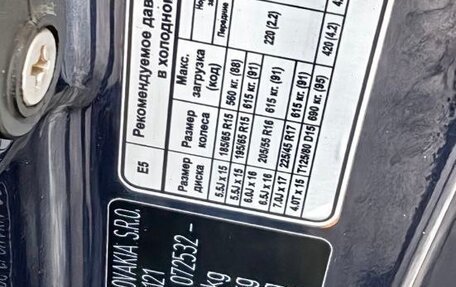 E5 Рекомендуемое дав
в холодно
Передние
220 (2.2)
420 (4.2)
Размер диска Размер колеса Макс. загрузка (код)
5.5J x 15 185/65 R15 560 кг. (88)
5.5J x 15 195/65 R15 615 кг. (91)
6.0J x 16 205/55 R16 615 кг. (91)
6.5J x 16
7.0J x 17 225/45 R17 615 кг. (91)
4.0T x 15 T125/80 D15 690 кг. (95)
OVAKIA S.R.O.
121
072532 -
kg